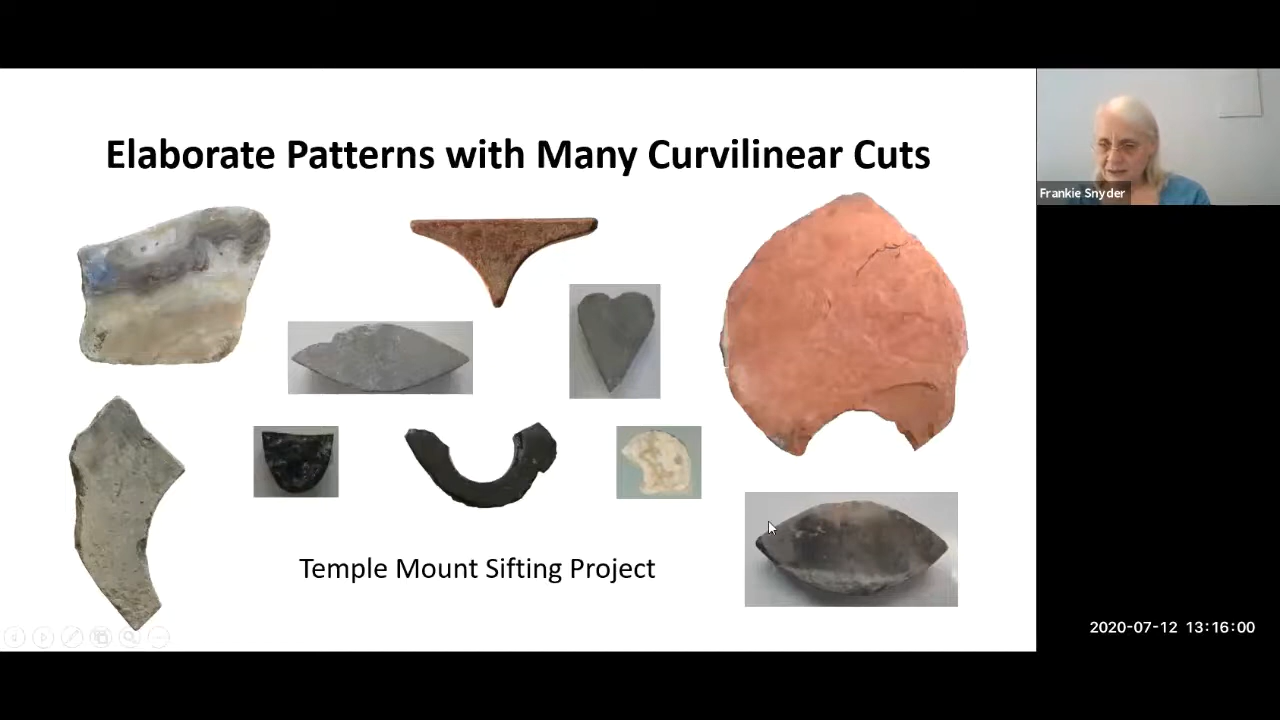 Elaborate Patterns with Many Curvilinear Cuts
Frankie Snyder
Temple Mount Sifting Project
2020-07-12 13:16:00